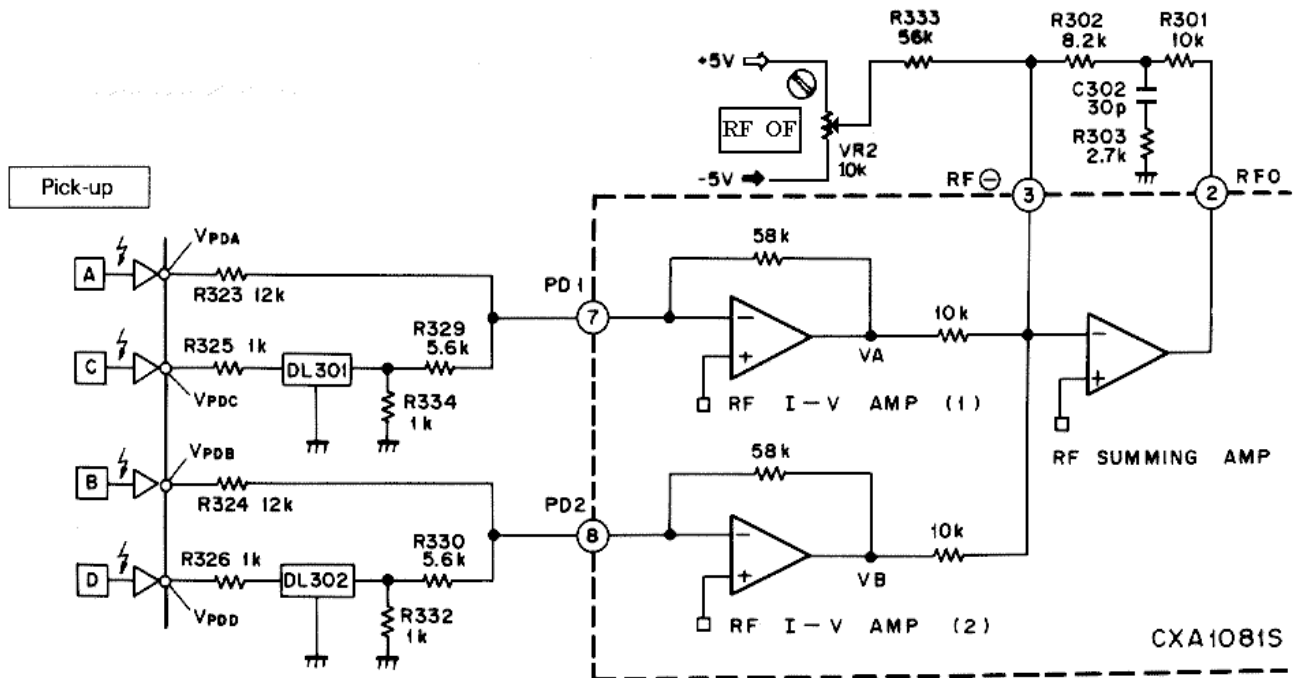 R333
56k
R302
8.2k
R301
10k
+5V
C302
30p
RF OF
R303
2.7k
VR2
10k
-5V
RF ⊖
3
2
RFO
Pick-up
VPDA
58k
A
R323 12k
PD1
7
10k
R329
5.6k
R325 1k
C
DL301
VPDC
R334
1k
VA
RF I-V AMP (1)
RF SUMMING AMP
VPDB
58k
B
R324 12k
PD2
8
10k
R330
5.6k
R326 1k
D
DL302
VPDD
R332
1k
VB
RF I-V AMP (2)
CXA1081S
-
+
-
+
-
+